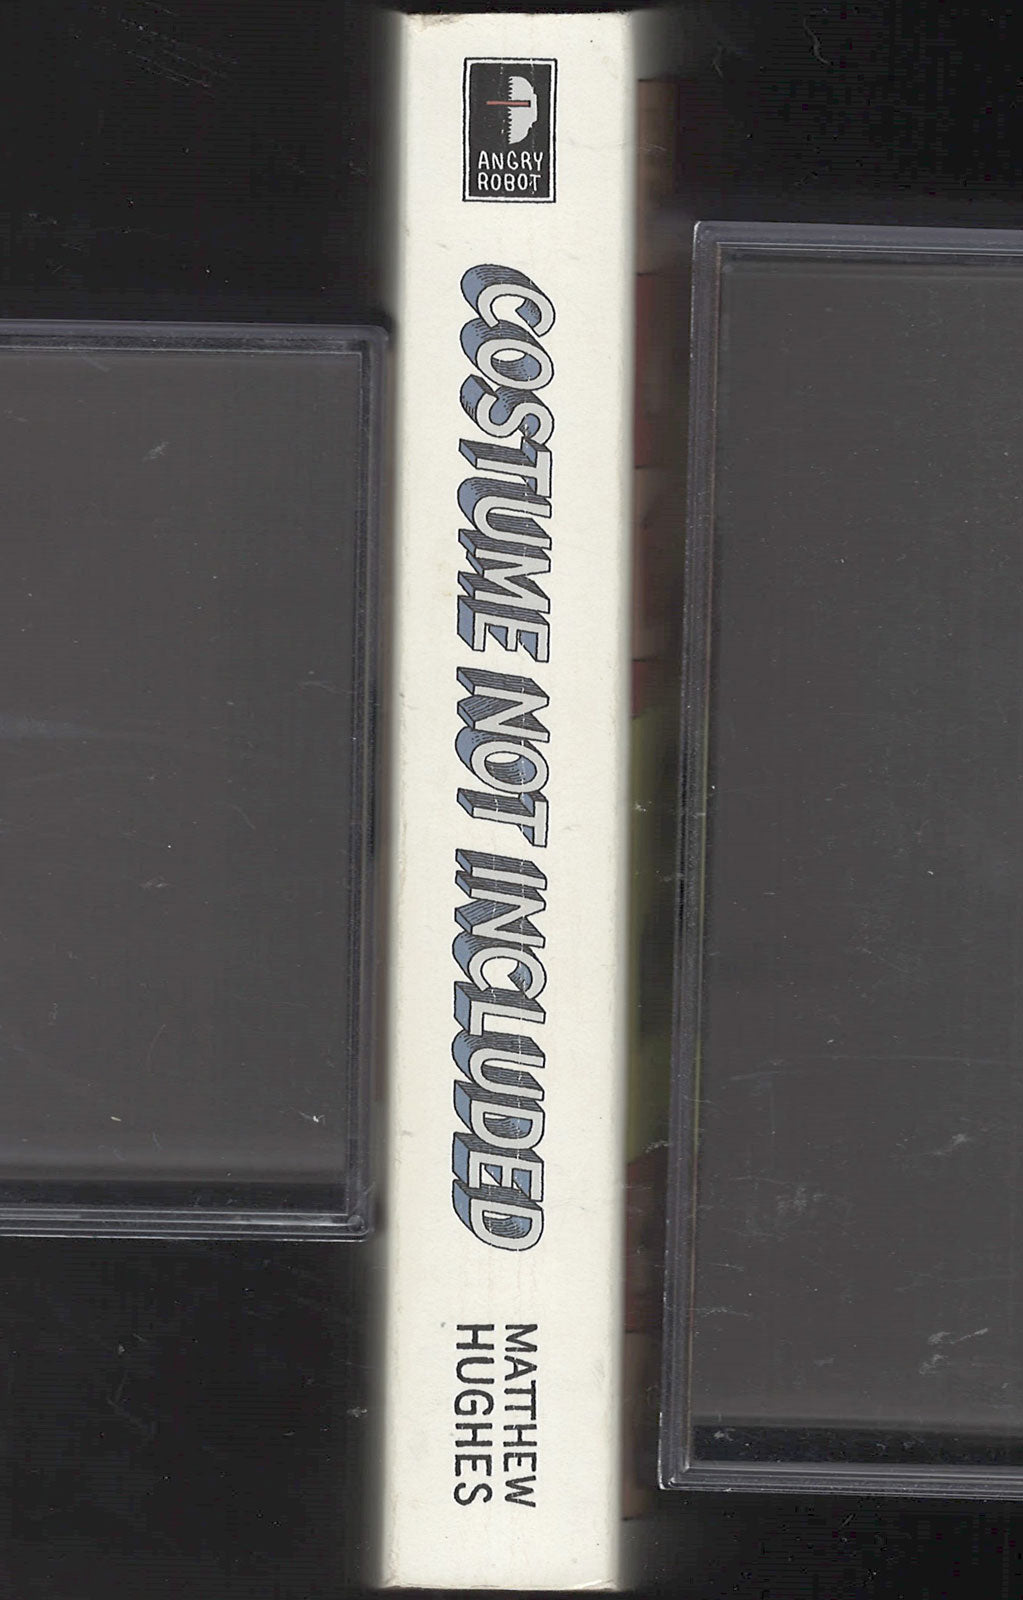 ANGRY
ROBOT
COSTUME NOT INCLUDED
MATTHEW
HUGHES